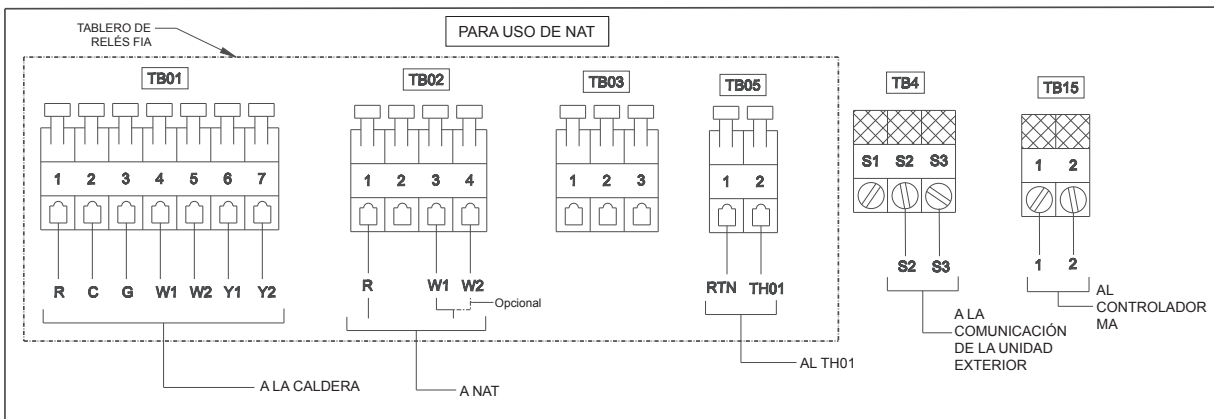 TABLERO DE
RELÉS FIA
PARA USO DE NAT
TB01
TB02
TB03
TB05
TB4
TB15
1 2 3 4 5 6 7
1 2 3 4
1 2 3
1 2
S1 S2 S3
1 2
R C G W1 W2 Y1 Y2
R W1 W2
Opcional
RTN TH01
S2 S3
1 2
A LA CALDERA
A NAT
AL TH01
A LA
COMUNICACIÓN
DE LA UNIDAD
EXTERIOR
AL
CONTROLADOR
MA